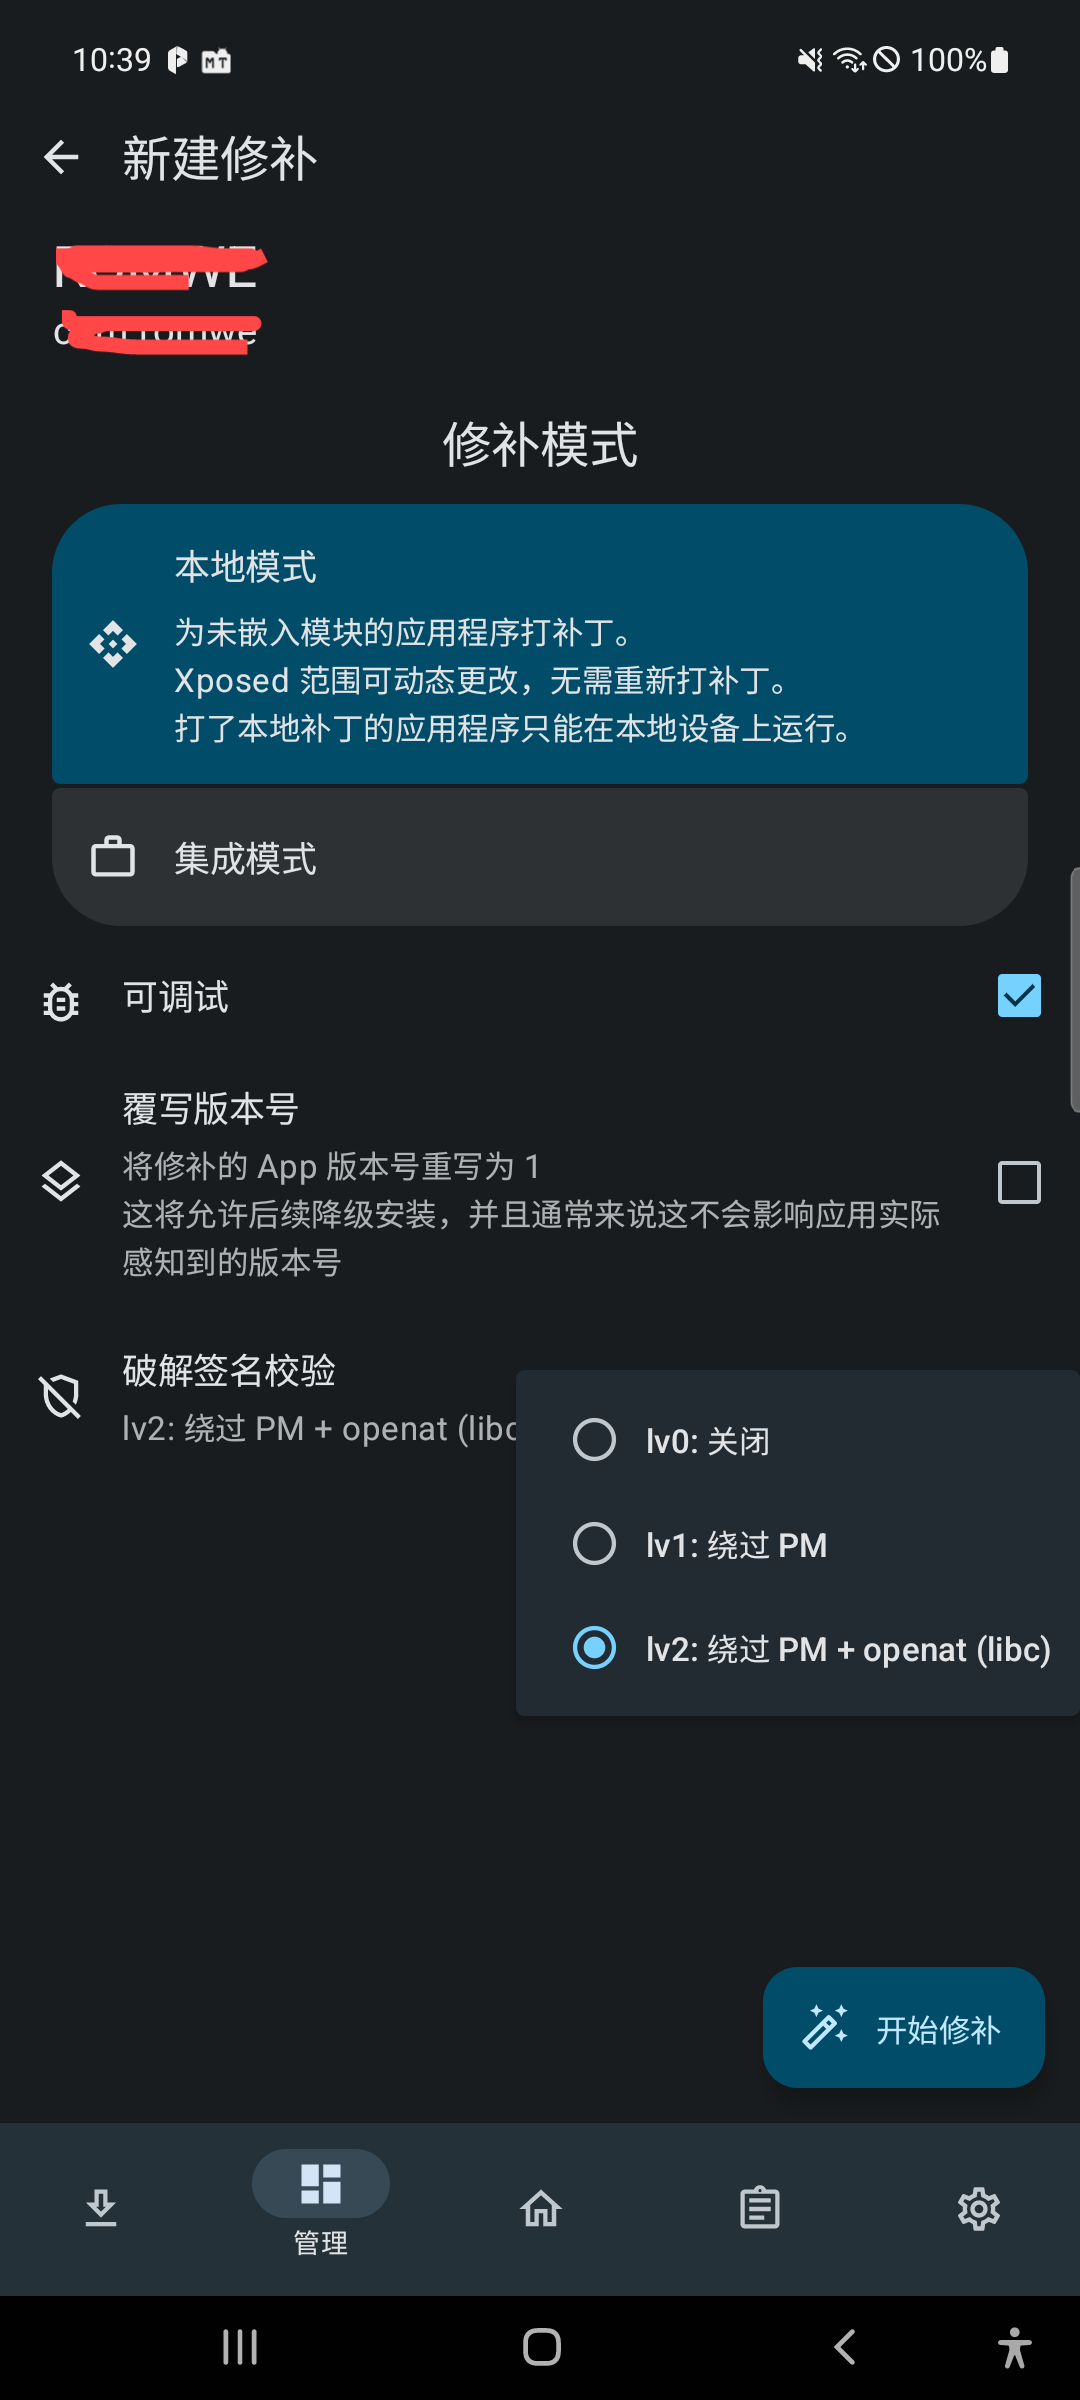 10:39
100%
新建修补
修补模式
本地模式
为未嵌入模块的应用程序打补丁。
Xposed 范围可动态更改，无需重新打补丁。
打了本地补丁的应用程序只能在本地设备上运行。
集成模式
可调试
覆写版本号
将修补的 App 版本号重写为 1
这将允许后续降级安装，并且通常来说这不会影响应用实际
感知到的版本号
破解签名校验
lv2: 绕过 PM + openat (libc
lv0: 关闭
lv1: 绕过 PM
lv2: 绕过 PM + openat (libc)
开始修补
管理